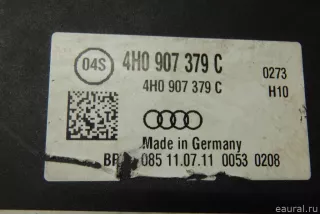 04S
4H0 907 379 C
4H0 907 379 C
0273
H10
Made in Germany
085 11.07.11 0053 0208
eaural.ru